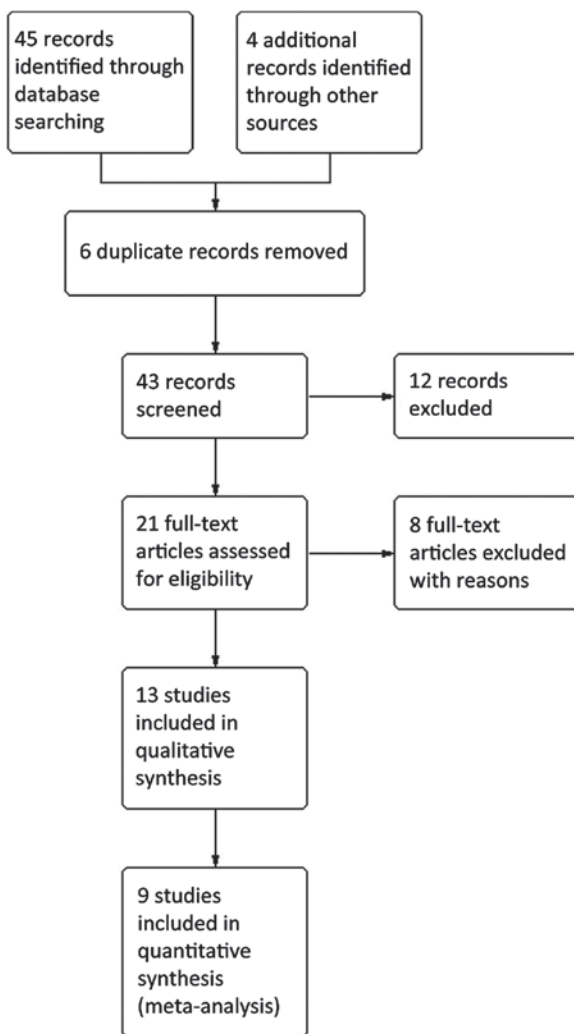 45 records
identified through
database
searching
4 additional
records identified
through other
sources
6 duplicate records removed
43 records
screened
12 records
excluded
21 full-text
articles assessed
for eligibility
8 full-text
articles excluded
with reasons
13 studies
included in
qualitative
synthesis
9 studies
included in
quantitative
synthesis
(meta-analysis)